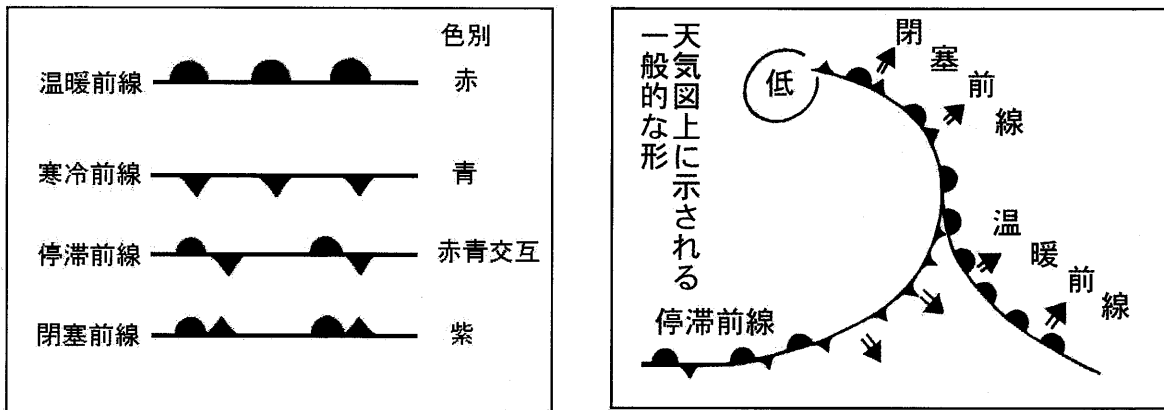 色別
温暖前線 赤
寒冷前線 青
停滞前線 赤青交互
閉塞前線 紫
天気図上に示される
一般的な形
低
閉塞前線
温暖前線
停滞前線